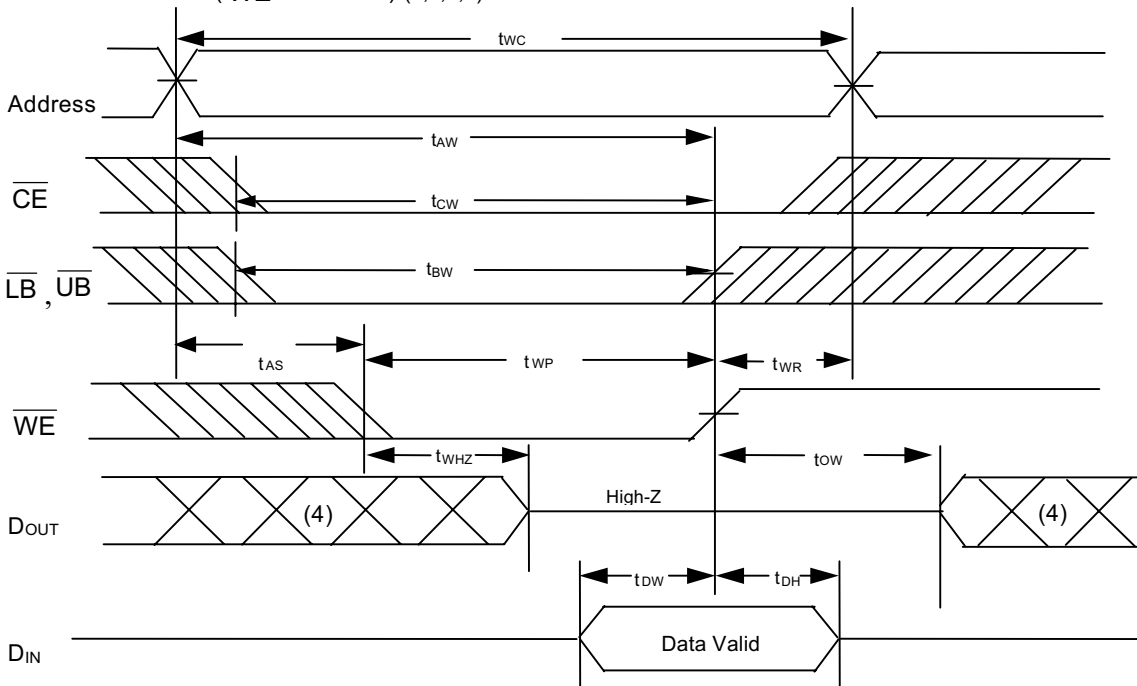 tWC
Address
tAW
CE
tCW
LB , UB
tBW
tAS
tWP
tWR
WE
tWHZ
tOW
High-Z
DOUT
(4)
(4)
tDW
tDH
DIN
Data Valid